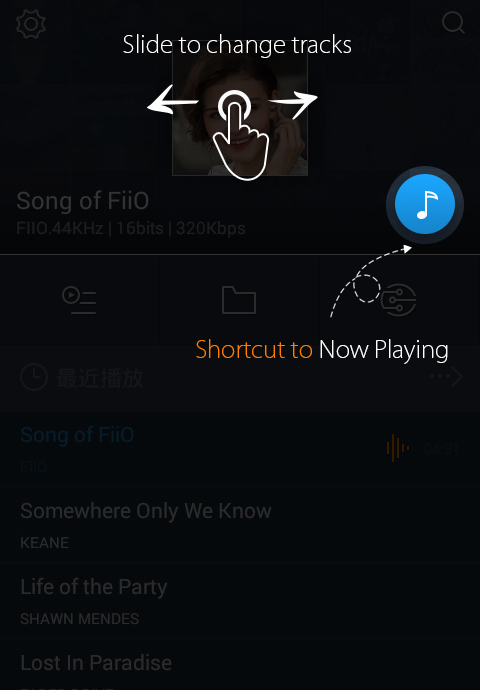 Slide to change tracks
Song of FiiO
FIIO.44KHz | 16bits | 320Kbps
Shortcut to Now Playing
最近播放
Song of FiiO
FIIO
Somewhere Only We Know
KEANE
Life of the Party
SHAWN MENDES
Lost In Paradise